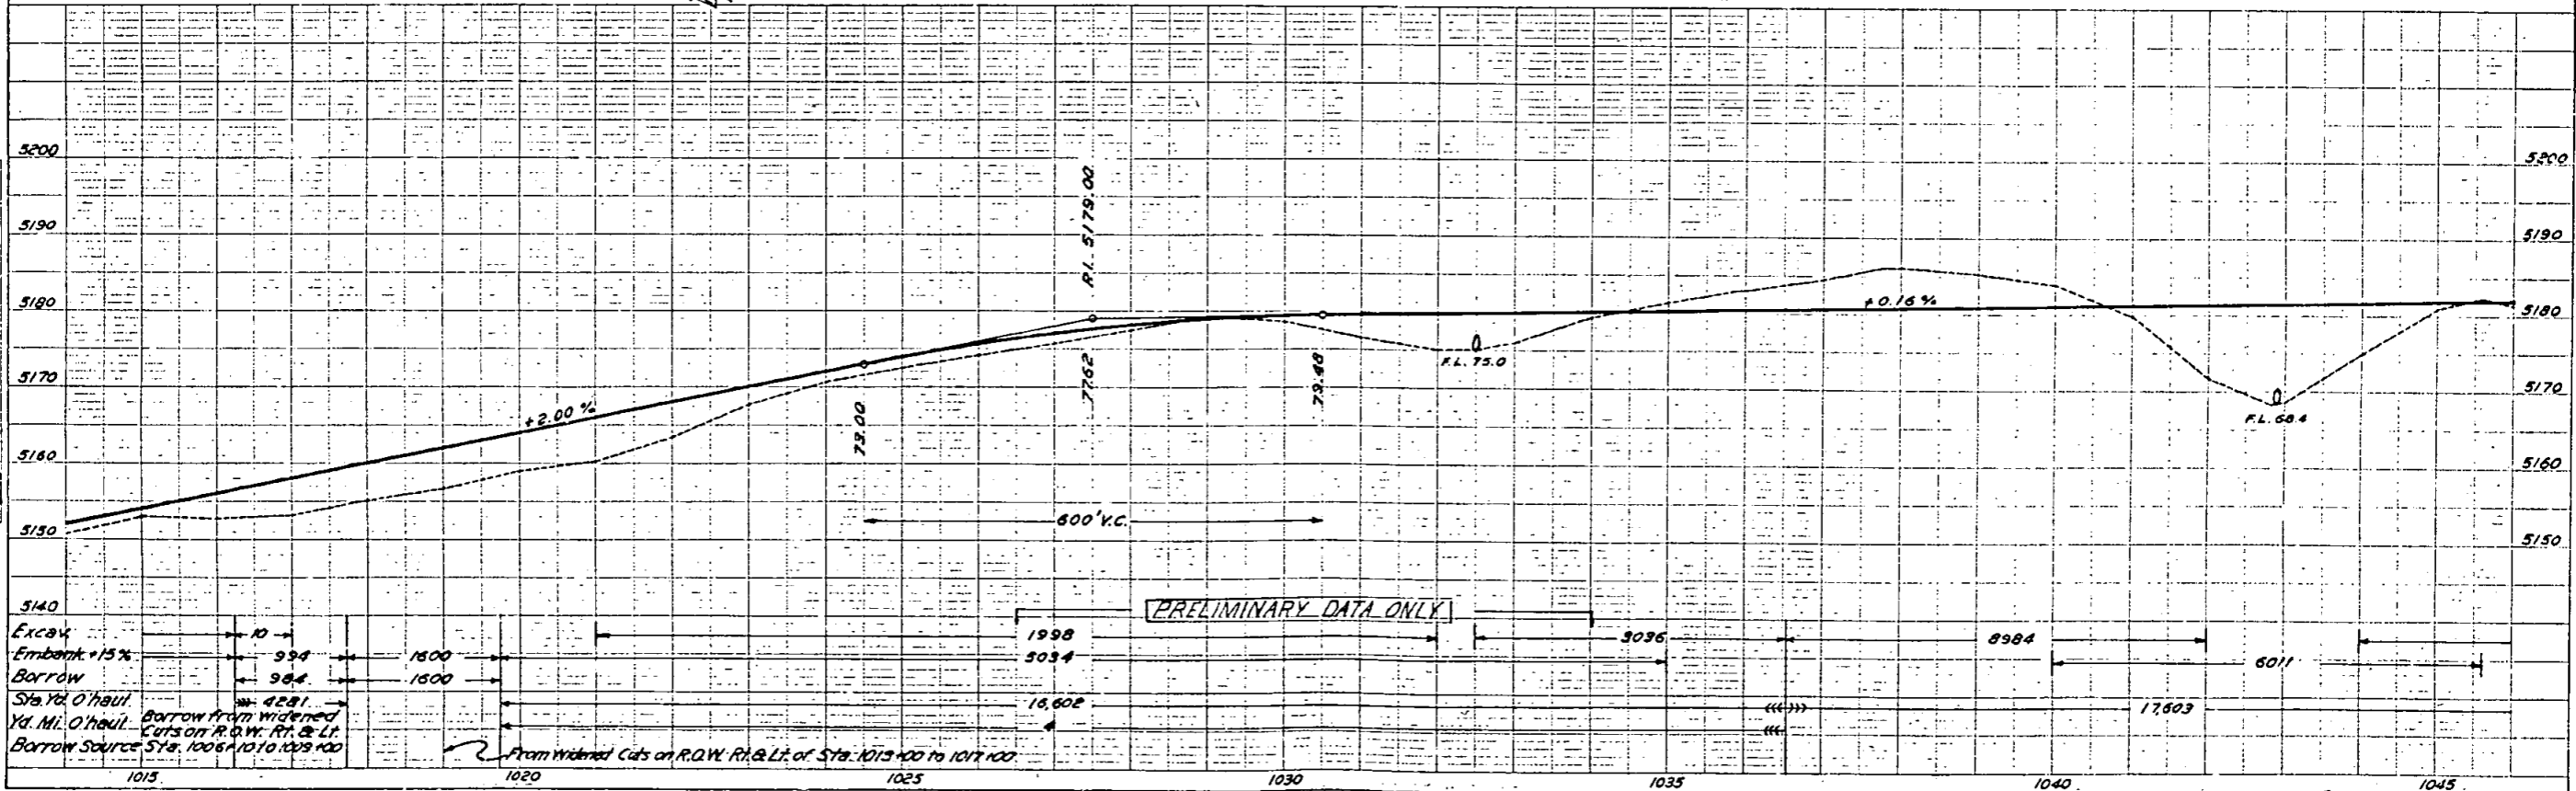 5200
5190
5180
5170
5160
5150
5140
5200
5190
5180
5170
5160
5150
+2.00 %
73.00
P.I. 5179.00
77.62
79.48
600' V.C.
F.L. 75.0
+0.16 %
F.L. 68.4
PRELIMINARY DATA ONLY
Excav. 10 1998 3036 8984
Embank. +15% 994 1600 5034 6011
Borrow 984 1600
Sta. Yd. O'haul 4281 16,602 17,603
Yd. Mi. O'haul Borrow from widened
Cuts on R.O.W. Rt. & Lt.
Borrow Source Sta. 1006+10 to 1009+00
From Widened Cuts on R.O.W. Rt. & Lt. of Sta. 1013+00 to 1017+00
1015 1020 1025 1030 1035 1040 1045